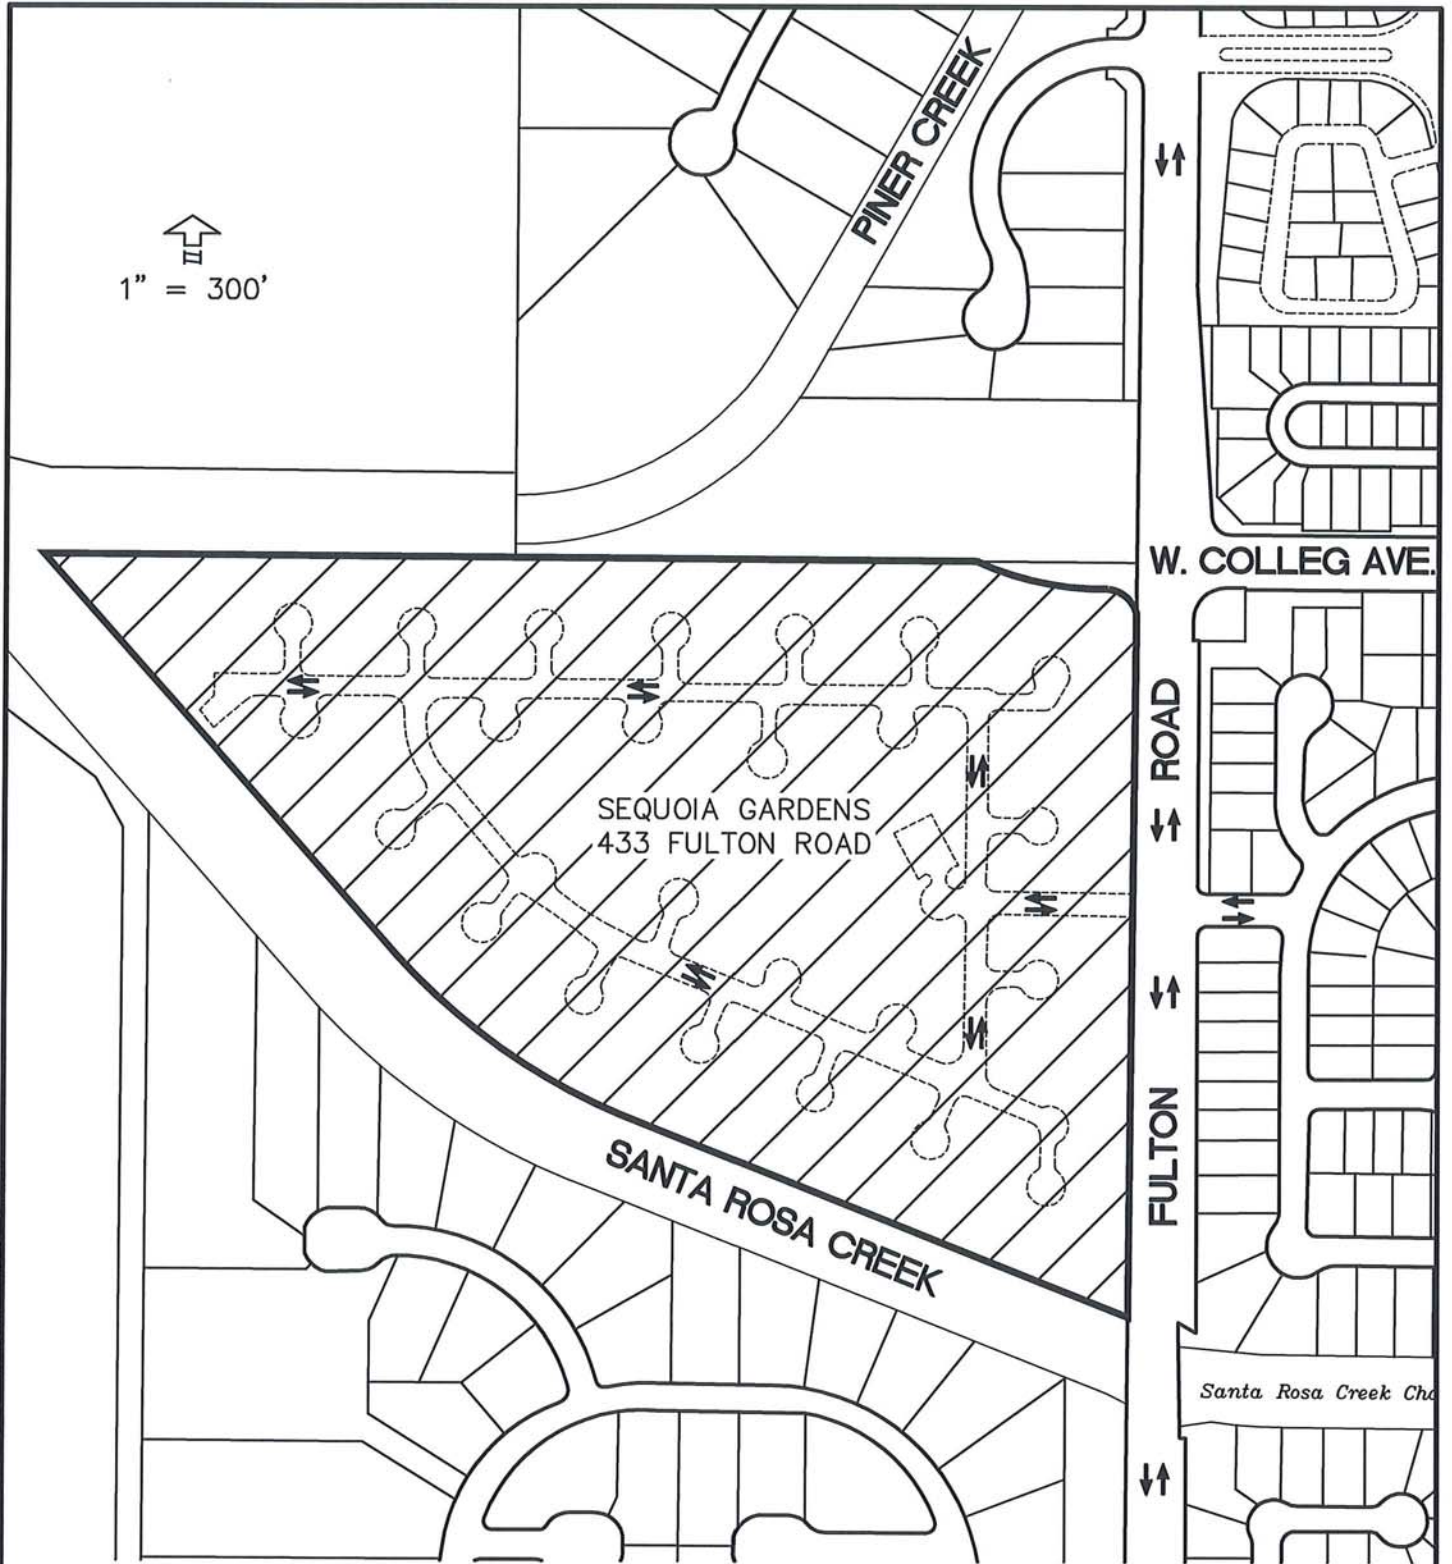 PINER CREEK
1" = 300'
W. COLLEG AVE.
ROAD
SEQUOIA GARDENS
433 FULTON ROAD
FULTON
SANTA ROSA CREEK
Santa Rosa Creek Cha